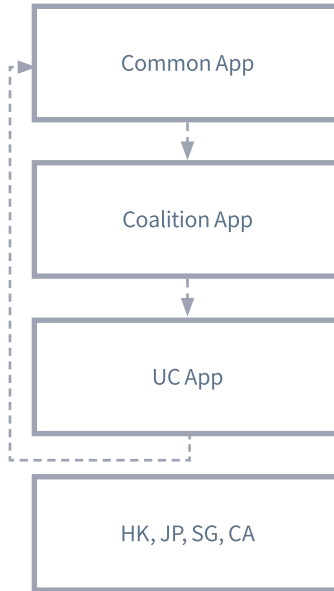 Common App
Coalition App
UC App
HK, JP, SG, CA